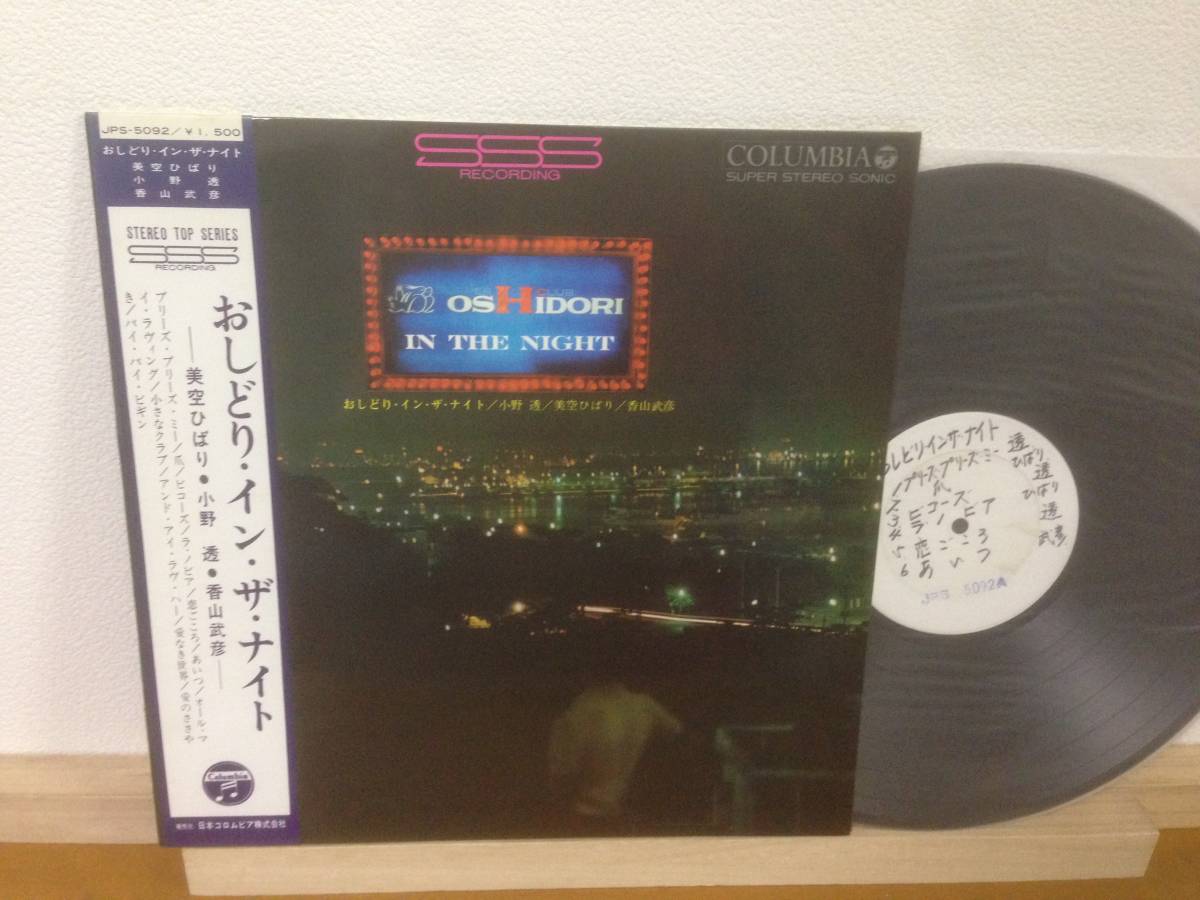 JPS-5092/¥1,500
おしどり・イン・ザ・ナイト
美空ひばり
小野透
香山武彦
STEREO TOP SERIES
SSS
RECORDING
おしどり・イン・ザ・ナイト
美空ひばり●小野 透●香山武彦
プリーズ・プリーズ・ミー/爪/ビコーズ/ラ・ノビア/恋ごころ/あいつ/オール・マ
イ・ラヴィング/小さなクラブ/アンド・アイ・ラヴ・ハー/愛なき世界/愛のささや
き/バイ・バイ・ビギン
Columbia
発売元 日本コロムビア株式会社
SSS
RECORDING
COLUMBIA
SUPER STEREO SONIC
CLUB
OSHIDORI
IN THE NIGHT
おしどり・イン・ザ・ナイト/小野 透/美空ひばり/香山武彦
おしどり・インザ・ナイト
1 プリーズ・プリーズ・ミー 透
2 爪 ひばり
3 ビコーズ 透
4 ラ・ノビア ひばり
5 恋ごころ 透
6 あいつ 武彦
JPS 5092A